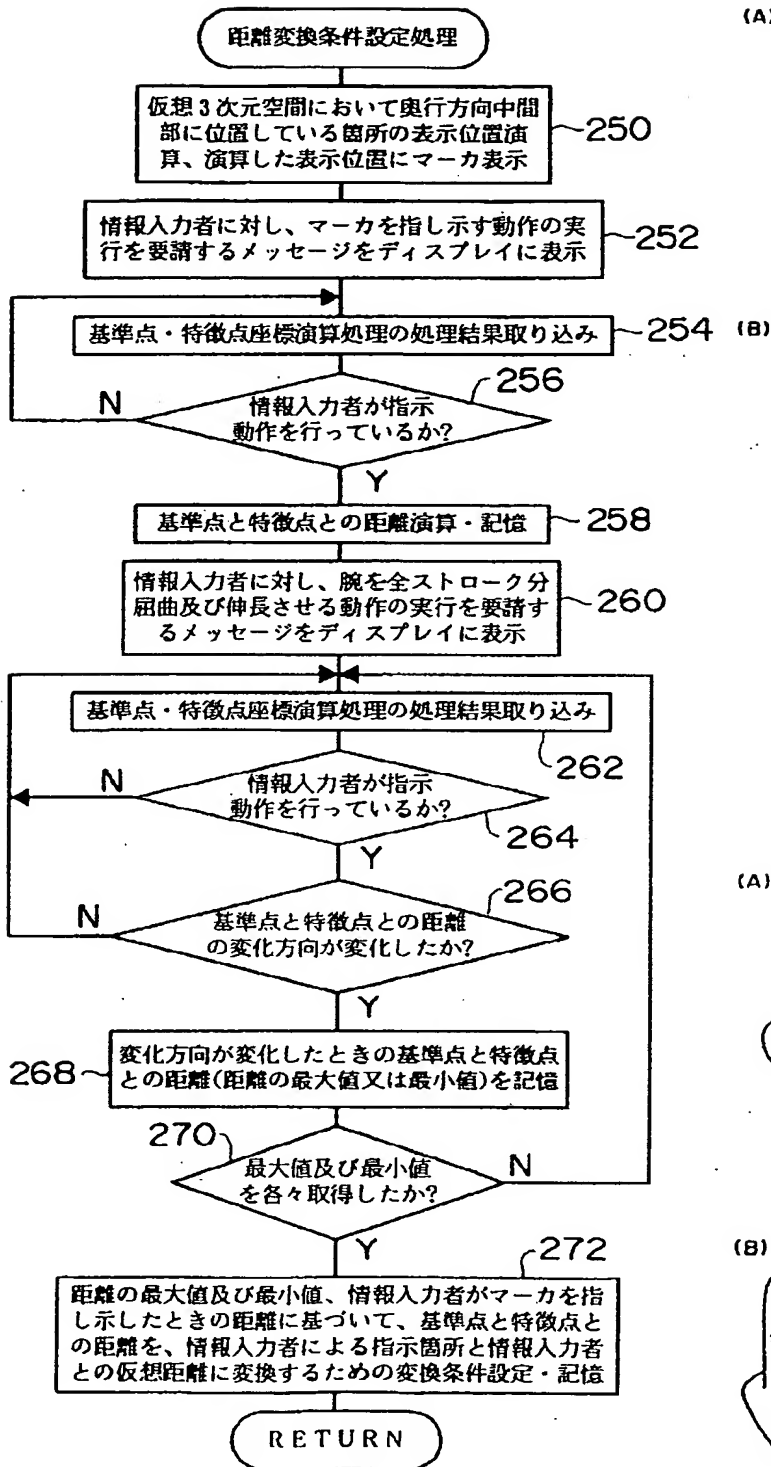 距離変換条件設定処理
仮想3次元空間において奥行方向中間
部に位置している箇所の表示位置演
算、演算した表示位置にマーカ表示
250
情報入力者に対し、マーカを指し示す動作の実
行を要請するメッセージをディスプレイに表示
252
基準点・特徴点座標演算処理の処理結果取り込み
254
256
情報入力者が指示
動作を行っているか?
N
Y
基準点と特徴点との距離演算・記憶
258
情報入力者に対し、腕を全ストローク分
屈曲及び伸長させる動作の実行を要請す
るメッセージをディスプレイに表示
260
基準点・特徴点座標演算処理の処理結果取り込み
262
情報入力者が指示
動作を行っているか?
N
264
Y
266
基準点と特徴点との距離
の変化方向が変化したか?
N
Y
268
変化方向が変化したときの基準点と特徴点
との距離(距離の最大値又は最小値)を記憶
270
最大値及び最小値
を各々取得したか?
N
Y
272
距離の最大値及び最小値、情報入力者がマーカを指
し示したときの距離に基づいて、基準点と特徴点と
の距離を、情報入力者による指示箇所と情報入力者
との仮想距離に変換するための変換条件設定・記憶
RETURN
(A)
(B)
(A)
(B)